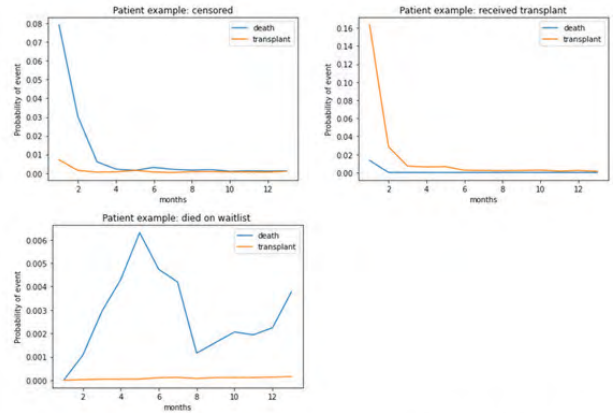 Patient example: censored
death
transplant
Probability of event
0.08
0.07
0.06
0.05
0.04
0.03
0.02
0.01
0.00
2 4 6 8 10 12
months
Patient example: received transplant
death
transplant
Probability of event
0.16
0.14
0.12
0.10
0.08
0.06
0.04
0.02
0.00
2 4 6 8 10 12
months
Patient example: died on waitlist
death
transplant
Probability of event
0.006
0.005
0.004
0.003
0.002
0.001
0.000
2 4 6 8 10 12
months